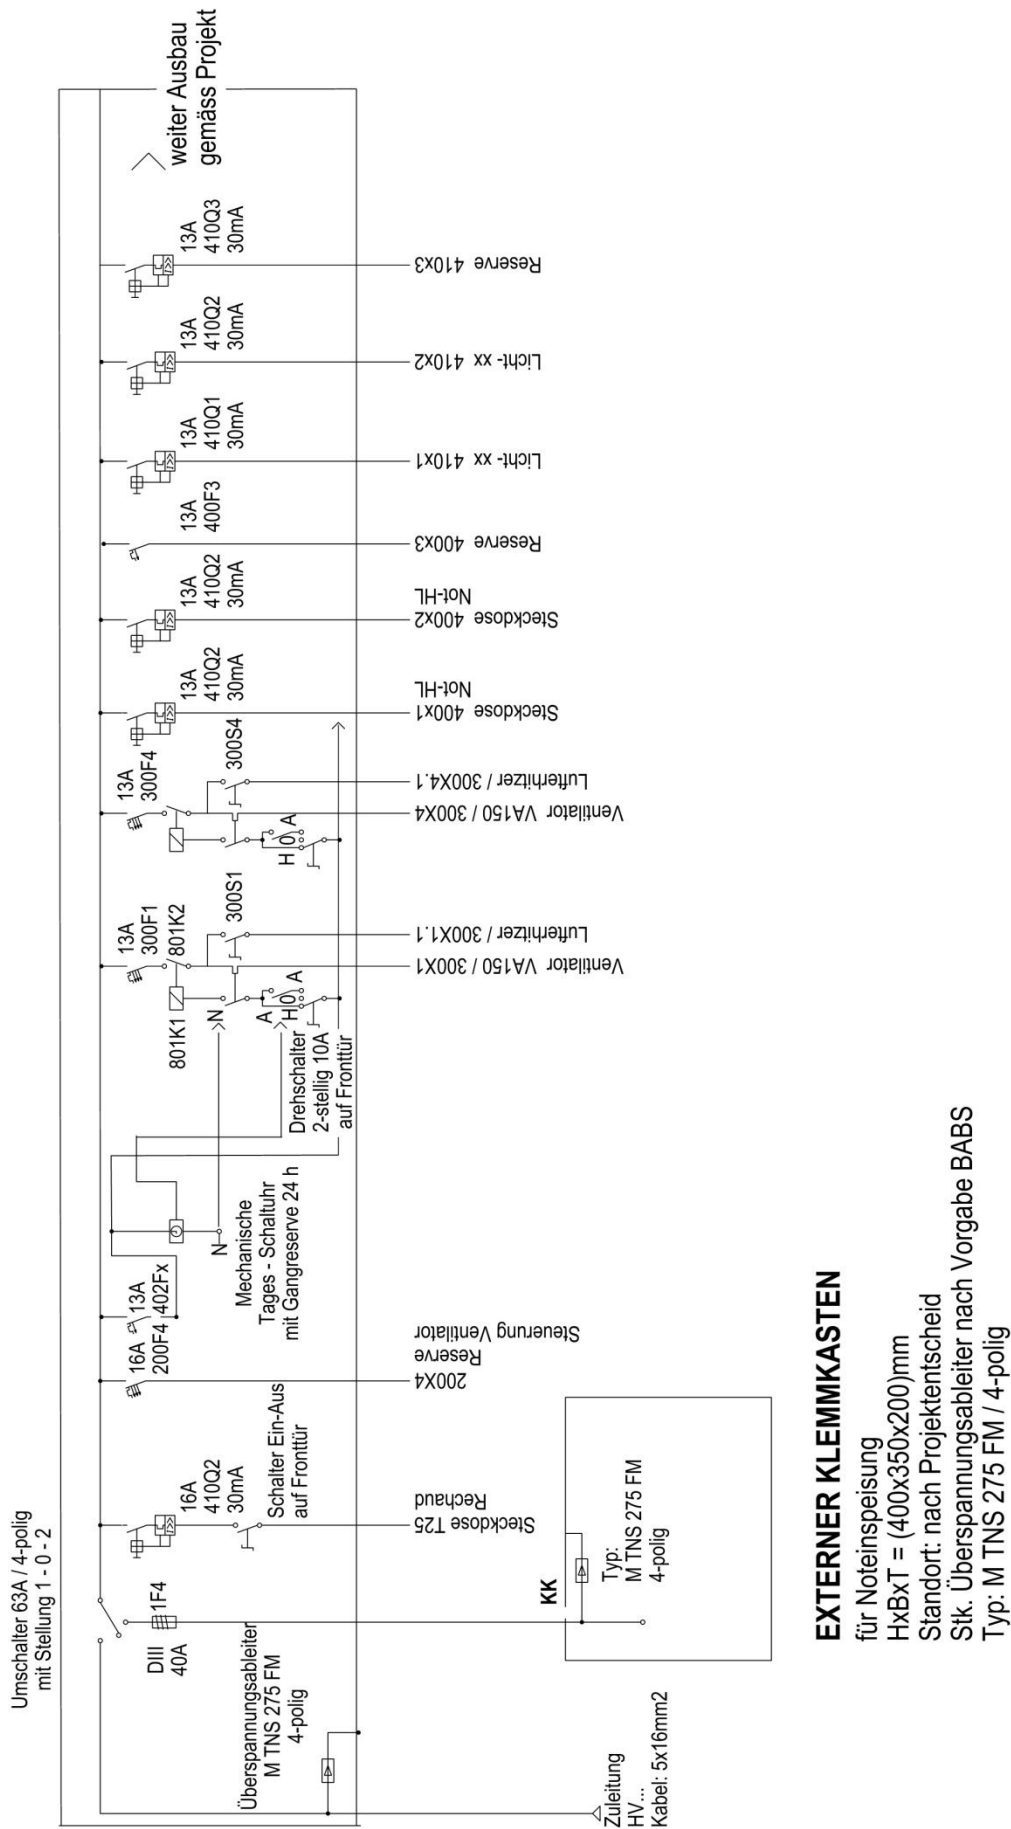 Umschalter 63A / 4-polig
mit Stellung 1 - 0 - 2
DIII
40A
1F4
Überspannungsableiter
M TNS 275 FM
4-polig
Zuleitung
HV...
Kabel: 5x16mm2
16A
410Q2
30mA
Schalter Ein-Aus
auf Fronttür
Steckdose T25
Rechaud
KK
Typ:
M TNS 275 FM
4-polig
16A
200F4
200X4
Reserve
Steuerung Ventilator
13A
402Fx
N
Mechanische
Tages - Schaltuhr
mit Gangreserve 24 h
13A
300F1
801K2
801K1
N
300S1
A
H 0 A
Drehschalter
2-stellig 10A
auf Fronttür
Ventilator VA150 / 300X1
Lufterhitzer / 300X1.1
13A
300F4
300S4
H 0 A
Ventilator VA150 / 300X4
Lufterhitzer / 300X4.1
13A
410Q2
30mA
Steckdose 400x1
Not-HL
13A
410Q2
30mA
Steckdose 400x2
Not-HL
13A
400F3
Reserve 400x3
13A
410Q1
30mA
Licht- xx 410x1
13A
410Q2
30mA
Licht- xx 410x2
13A
410Q3
30mA
Reserve 410x3
weiter Ausbau
gemäss Projekt
EXTERNER KLEMMKASTEN
für Noteinspeisung
HxBxT = (400x350x200)mm
Standort: nach Projektentscheid
Stk. Überspannungsableiter nach Vorgabe BABS
Typ: M TNS 275 FM / 4-polig